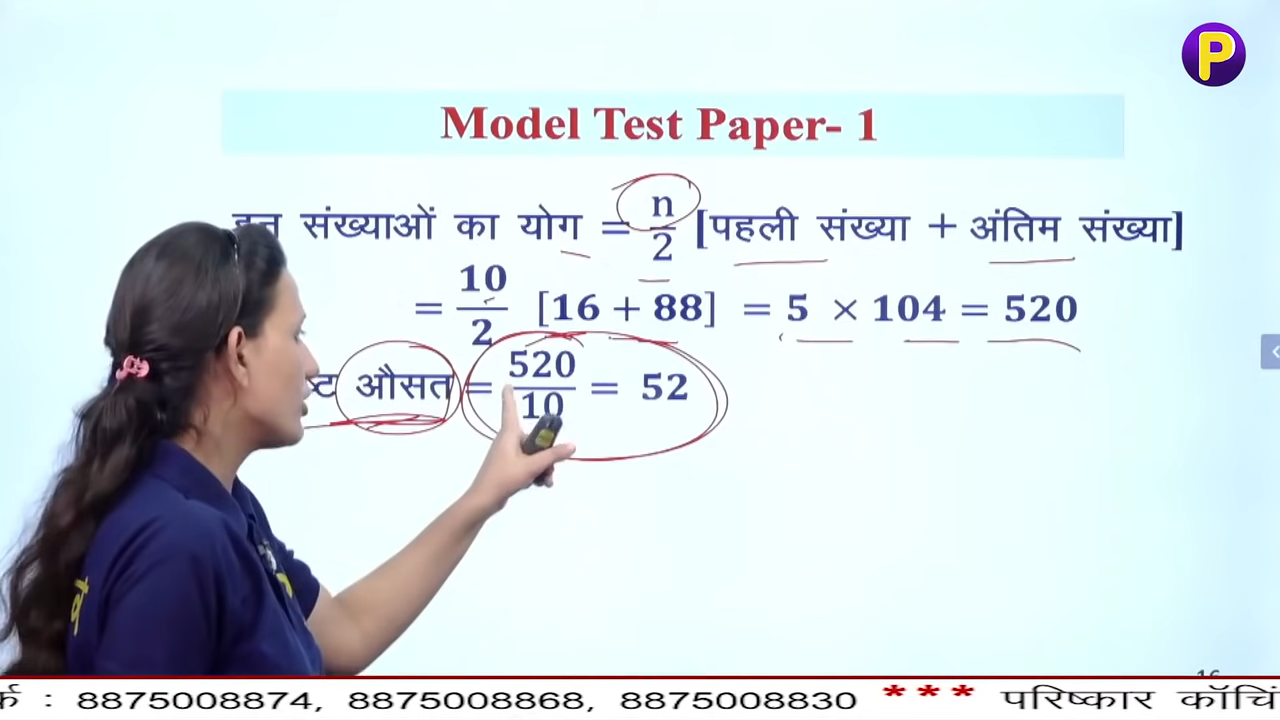 P
Model Test Paper- 1
इन संख्याओं का योग = n/2 [पहली संख्या + अंतिम संख्या]
= 10/2 [16 + 88] = 5 × 104 = 520
औसत = 520/10 = 52
: 8875008874, 8875008868, 8875008830 *** परिष्कार